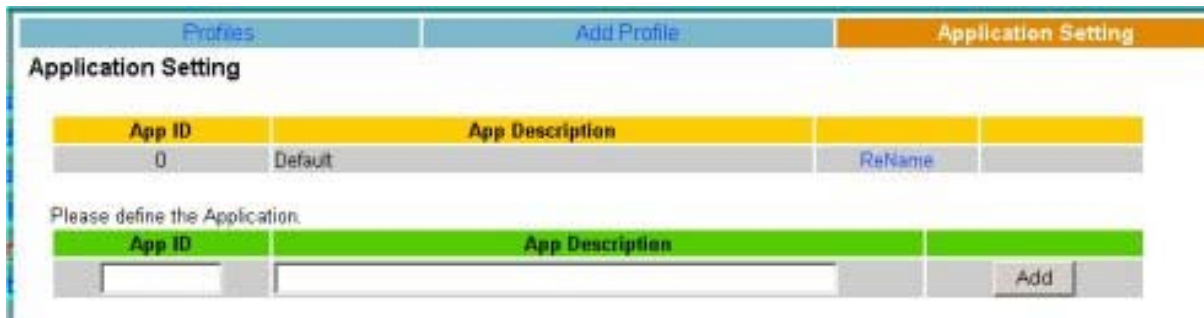 Profiles Add Profile Application Setting
Application Setting
App ID App Description
0 Default ReName
Please define the Application.
App ID App Description
Add